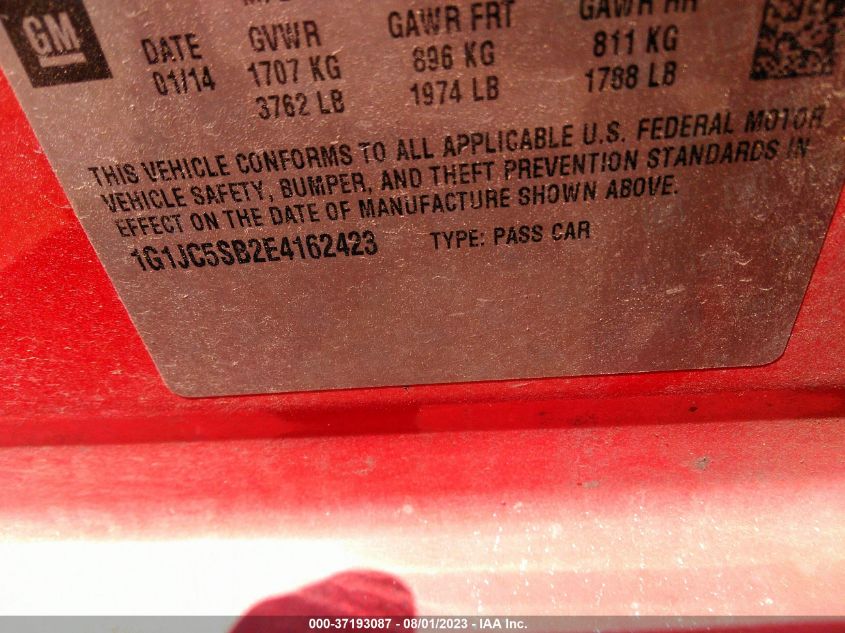 GM
DATE GVWR GAWR FRT GAWR RR
01/14 1707 KG 896 KG 811 KG
3762 LB 1974 LB 1788 LB
THIS VEHICLE CONFORMS TO ALL APPLICABLE U.S. FEDERAL MOTOR
VEHICLE SAFETY, BUMPER, AND THEFT PREVENTION STANDARDS IN
EFFECT ON THE DATE OF MANUFACTURE SHOWN ABOVE.
1G1JC5SB2E4162423 TYPE: PASS CAR
000-37193087 - 08/01/2023 - IAA Inc.